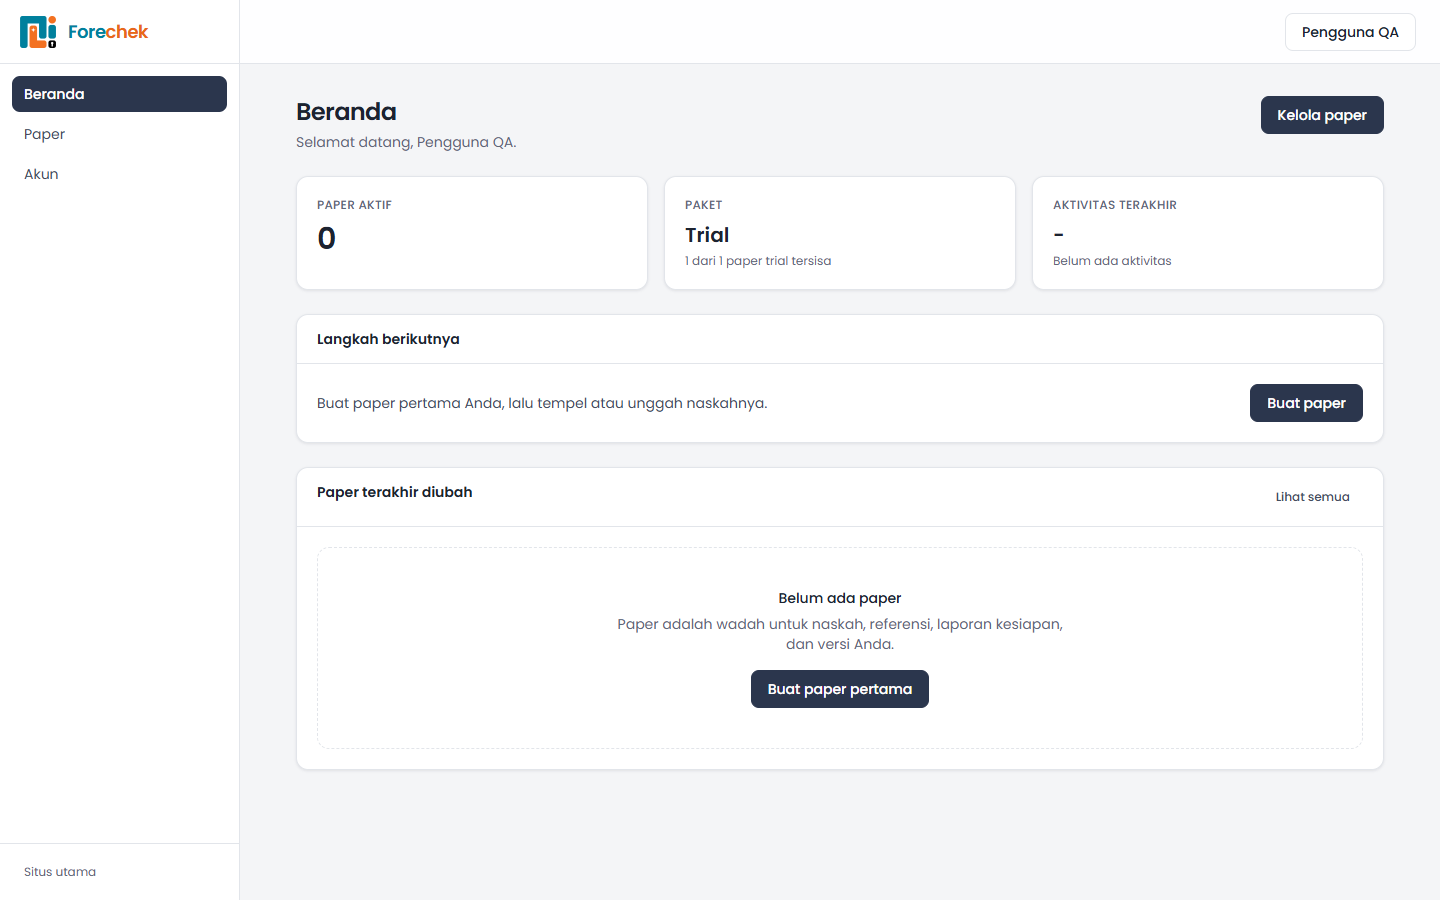 Forechek
Pengguna QA
Beranda
Paper
Akun
Beranda
Selamat datang, Pengguna QA.
Kelola paper
PAPER AKTIF
0
PAKET
Trial
1 dari 1 paper trial tersisa
AKTIVITAS TERAKHIR
-
Belum ada aktivitas
Langkah berikutnya
Buat paper pertama Anda, lalu tempel atau unggah naskahnya.
Buat paper
Paper terakhir diubah
Lihat semua
Belum ada paper
Paper adalah wadah untuk naskah, referensi, laporan kesiapan,
dan versi Anda.
Buat paper pertama
Situs utama